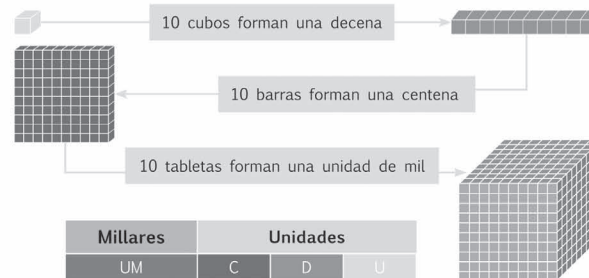 10 cubos forman una decena
10 barras forman una centena
10 tabletas forman una unidad de mil
Millares Unidades
UM C D U